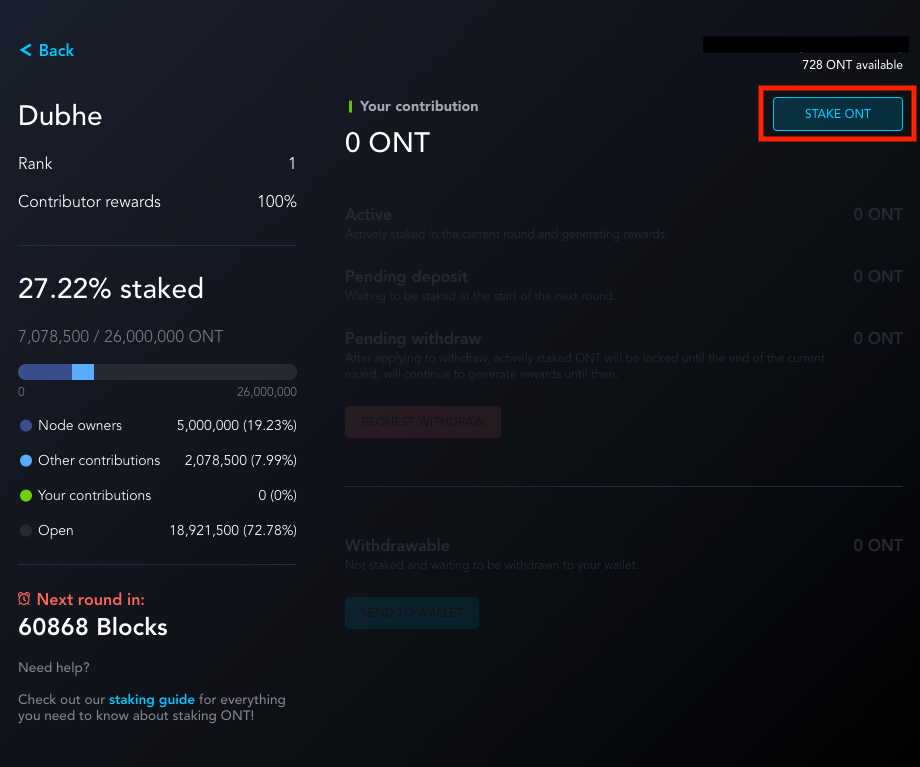 < Back
728 ONT available
Dubhe
Rank 1
Contributor rewards 100%
27.22% staked
7,078,500 / 26,000,000 ONT
0 26,000,000
Node owners 5,000,000 (19.23%)
Other contributions 2,078,500 (7.99%)
Your contributions 0 (0%)
Open 18,921,500 (72.78%)
Next round in:
60868 Blocks
Need help?
Check out our staking guide for everything
you need to know about staking ONT!
Your contribution
0 ONT
STAKE ONT
Active 0 ONT
Actively staked in the current round and generating rewards.
Pending deposit 0 ONT
Waiting to be staked at the start of the next round.
Pending withdraw 0 ONT
After applying to withdraw, actively staked ONT will be locked until the end of the current
round, will continue to generate rewards until then.
REQUEST WITHDRAW
Withdrawable 0 ONT
Not staked and waiting to be withdrawn to your wallet.
SEND TO WALLET